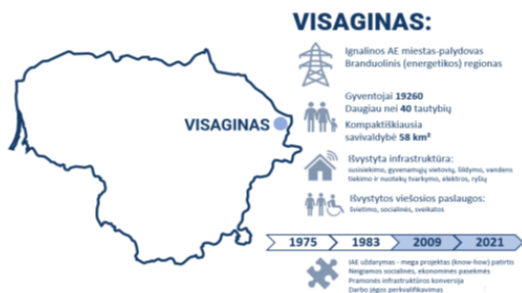 VISAGINAS:
Ignalinos AE miestas-palydovas
Branduolinis (energetikos) regionas
Gyventojai 19260
Daugiau nei 40 tautybių
Kompaktiškiausia
savivaldybė 58 km²
VISAGINAS
Išvystyta infrastruktūra:
susisiekimo, gyvenamųjų vietovių, šildymo, vandens
tiekimo ir nuotekų tvarkymo, elektros, ryšių
Išvystytos viešosios paslaugos:
švietimo, socialinės, sveikatos
1975 1983 2009 2021
IAE uždarymas - mega projektas (know-how) patirtis
Neigiamos socialinės, ekonominės pasekmės
Pramonės infrastruktūros konversija
Darbo jėgos perkvalifikavimas